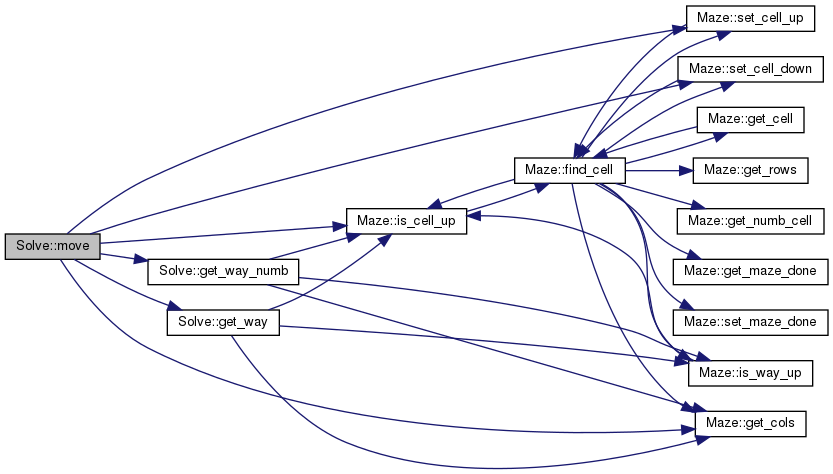 Maze::set_cell_up
Maze::set_cell_down
Maze::get_cell
Maze::find_cell
Maze::get_rows
Maze::is_cell_up
Maze::get_numb_cell
Solve::move
Solve::get_way_numb
Maze::get_maze_done
Solve::get_way
Maze::set_maze_done
Maze::is_way_up
Maze::get_cols